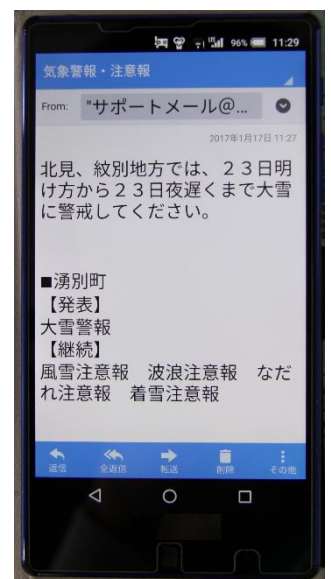 96% 11:29
気象警報・注意報
From: "サポートメール@...
2017年1月17日 11:27
北見、紋別地方では、２３日明
け方から２３日夜遅くまで大雪
に警戒してください。
■湧別町
【発表】
大雪警報
【継続】
風雪注意報　波浪注意報　なだ
れ注意報　着雪注意報
返信 全返信 転送 削除 その他